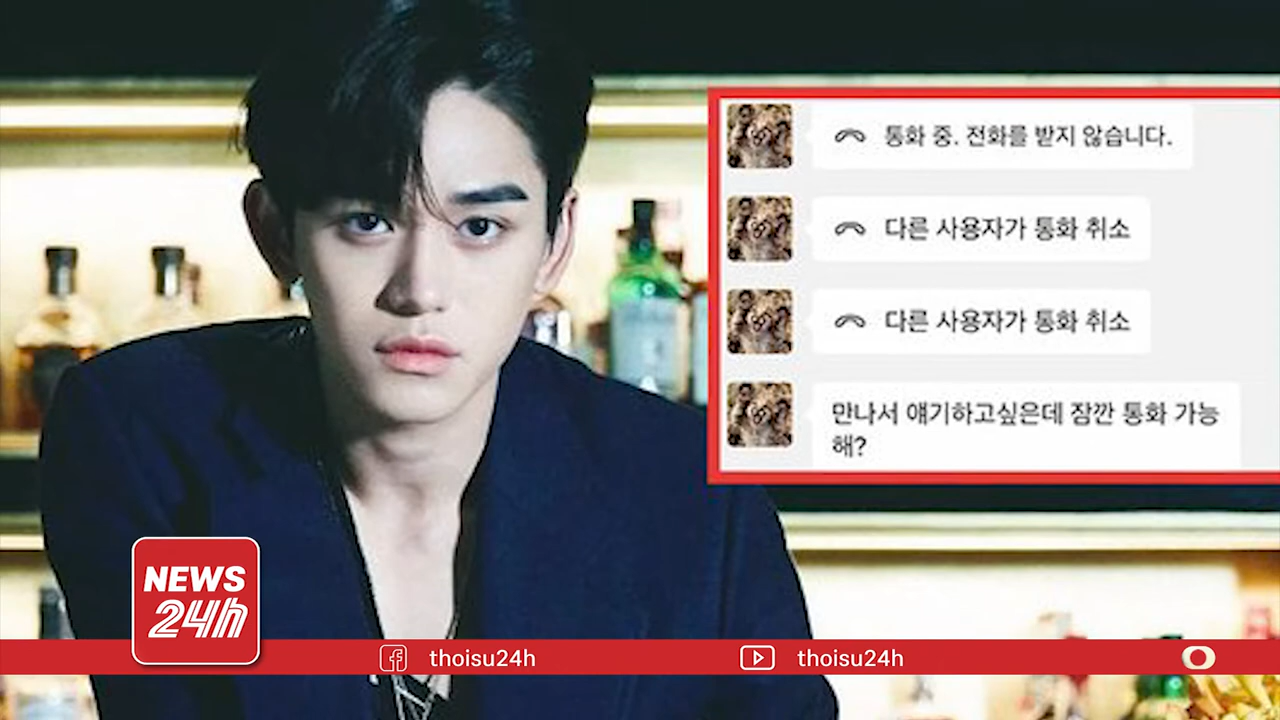 통화 중. 전화를 받지 않습니다.
다른 사용자가 통화 취소
다른 사용자가 통화 취소
만나서 얘기하고싶은데 잠깐 통화 가능
해?
NEWS
24h
thoisu24h
thoisu24h